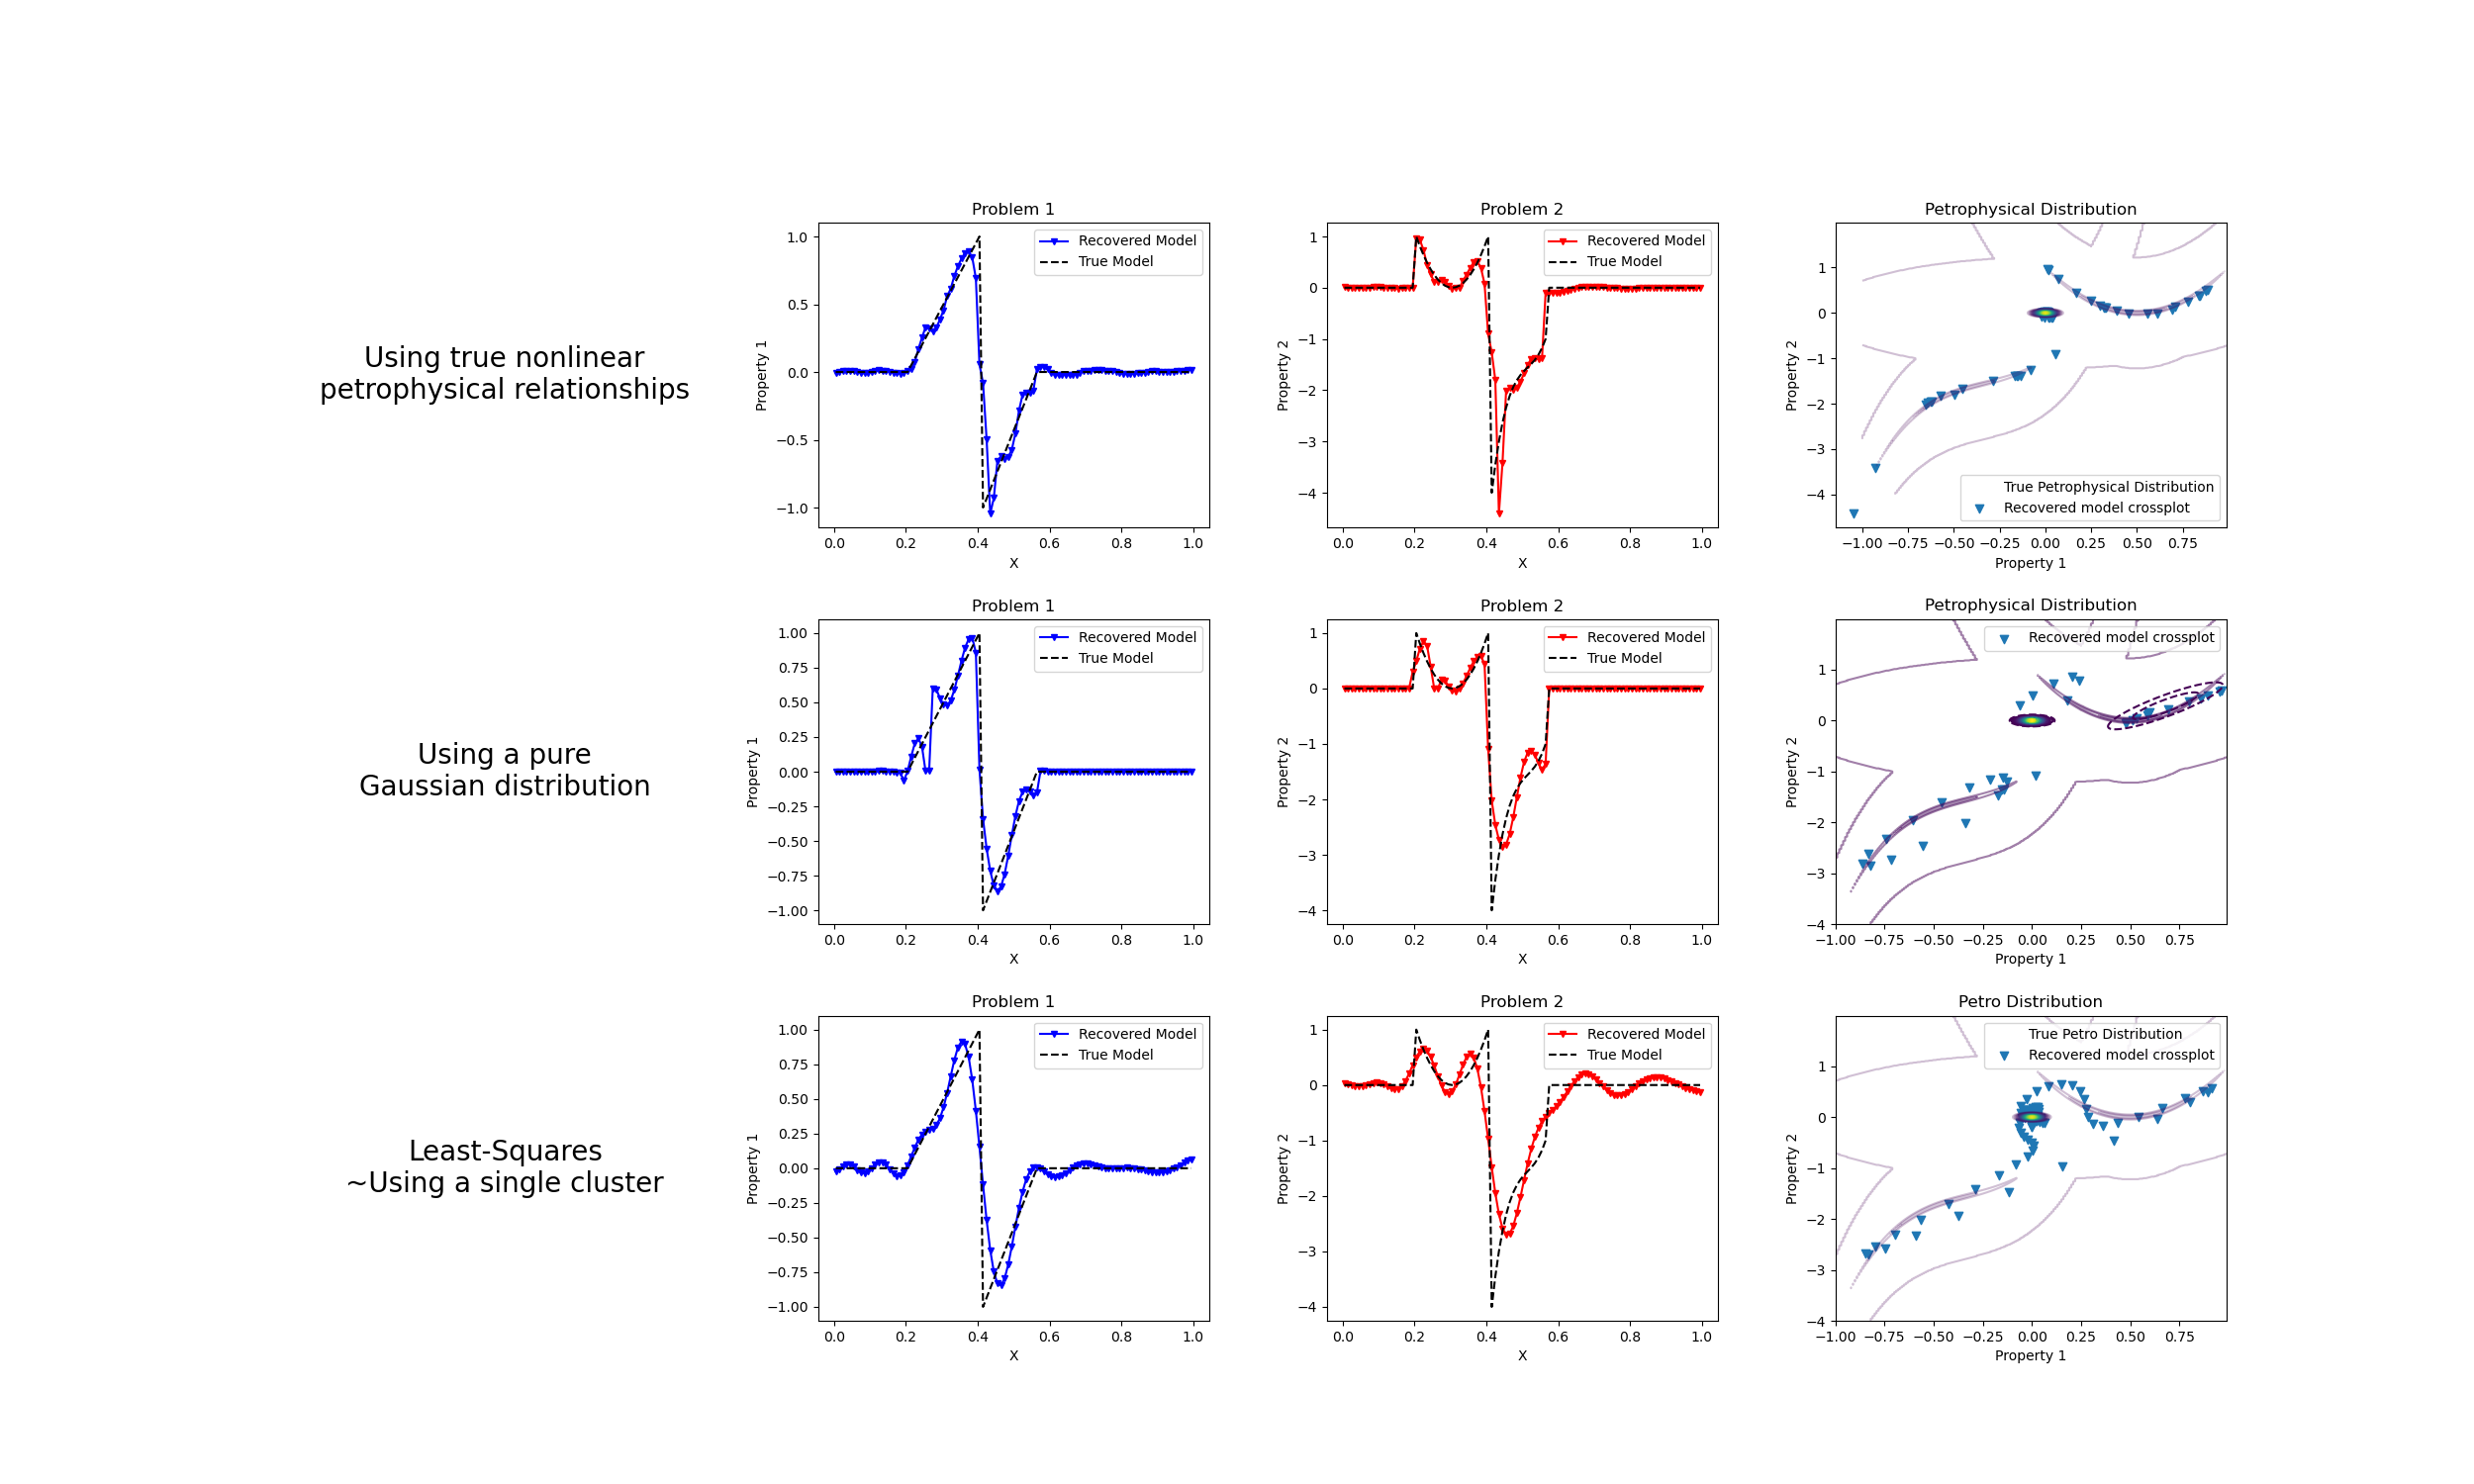 Using true nonlinear
petrophysical relationships
Problem 1
Recovered Model
True Model
Property 1
1.0
0.5
0.0
−0.5
−1.0
0.0 0.2 0.4 0.6 0.8 1.0
X
Problem 2
Recovered Model
True Model
Property 2
1
0
−1
−2
−3
−4
0.0 0.2 0.4 0.6 0.8 1.0
X
Petrophysical Distribution
Property 2
1
0
−1
−2
−3
−4
True Petrophysical Distribution
Recovered model crossplot
−1.00 −0.75 −0.50 −0.25 0.00 0.25 0.50 0.75
Property 1
Using a pure
Gaussian distribution
Problem 1
Recovered Model
True Model
Property 1
1.00
0.75
0.50
0.25
0.00
−0.25
−0.50
−0.75
−1.00
0.0 0.2 0.4 0.6 0.8 1.0
X
Problem 2
Recovered Model
True Model
Property 2
1
0
−1
−2
−3
−4
0.0 0.2 0.4 0.6 0.8 1.0
X
Petrophysical Distribution
Recovered model crossplot
Property 2
1
0
−1
−2
−3
−4
−1.00 −0.75 −0.50 −0.25 0.00 0.25 0.50 0.75
Property 1
Least-Squares
~Using a single cluster
Problem 1
Recovered Model
True Model
Property 1
1.00
0.75
0.50
0.25
0.00
−0.25
−0.50
−0.75
−1.00
0.0 0.2 0.4 0.6 0.8 1.0
X
Problem 2
Recovered Model
True Model
Property 2
1
0
−1
−2
−3
−4
0.0 0.2 0.4 0.6 0.8 1.0
X
Petro Distribution
True Petro Distribution
Recovered model crossplot
Property 2
1
0
−1
−2
−3
−4
−1.00 −0.75 −0.50 −0.25 0.00 0.25 0.50 0.75
Property 1